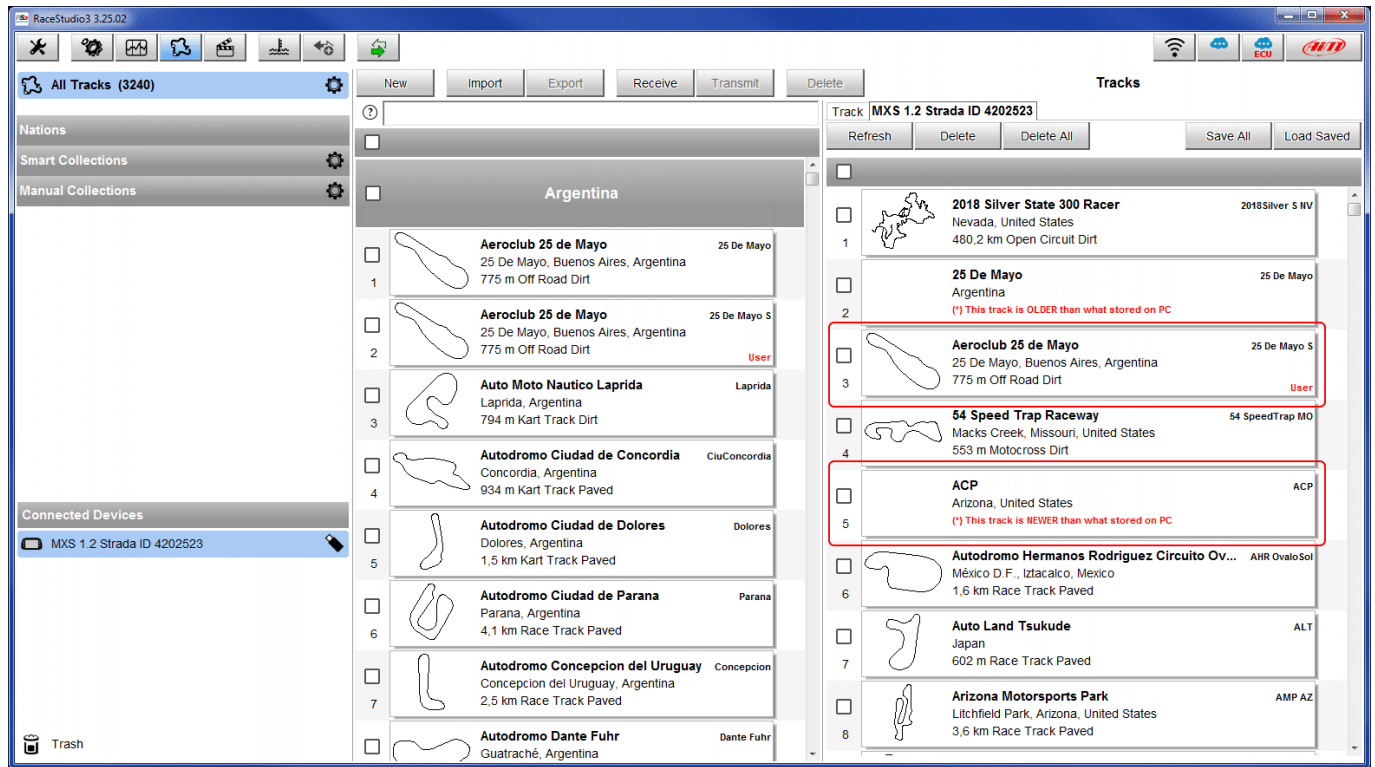 RaceStudio3 3.25.02
ECU
AiM
All Tracks (3240)
Nations
Smart Collections
Manual Collections
Connected Devices
MXS 1.2 Strada ID 4202523
Trash
New Import Export Receive Transmit Delete
?
Argentina
Aeroclub 25 de Mayo 25 De Mayo
25 De Mayo, Buenos Aires, Argentina
775 m Off Road Dirt
1
Aeroclub 25 de Mayo 25 De Mayo S
25 De Mayo, Buenos Aires, Argentina
775 m Off Road Dirt
User
2
Auto Moto Nautico Laprida Laprida
Laprida, Argentina
794 m Kart Track Dirt
3
Autodromo Ciudad de Concordia CiuConcordia
Concordia, Argentina
934 m Kart Track Paved
4
Autodromo Ciudad de Dolores Dolores
Dolores, Argentina
1,5 km Kart Track Paved
5
Autodromo Ciudad de Parana Parana
Parana, Argentina
4,1 km Race Track Paved
6
Autodromo Concepcion del Uruguay Concepcion
Concepcion del Uruguay, Argentina
2,5 km Race Track Paved
7
Autodromo Dante Fuhr Dante Fuhr
Guatraché, Argentina
Tracks
Track MXS 1.2 Strada ID 4202523
Refresh Delete Delete All Save All Load Saved
2018 Silver State 300 Racer 2018Silver S NV
Nevada, United States
480,2 km Open Circuit Dirt
1
25 De Mayo 25 De Mayo
Argentina
(*) This track is OLDER than what stored on PC
2
Aeroclub 25 de Mayo 25 De Mayo S
25 De Mayo, Buenos Aires, Argentina
775 m Off Road Dirt
User
3
54 Speed Trap Raceway 54 SpeedTrap MO
Macks Creek, Missouri, United States
553 m Motocross Dirt
4
ACP ACP
Arizona, United States
(*) This track is NEWER than what stored on PC
5
Autodromo Hermanos Rodriguez Circuito Ov... AHR OvaloSol
México D.F., Iztacalco, Mexico
1,6 km Race Track Paved
6
Auto Land Tsukude ALT
Japan
602 m Race Track Paved
7
Arizona Motorsports Park AMP AZ
Litchfield Park, Arizona, United States
3,6 km Race Track Paved
8